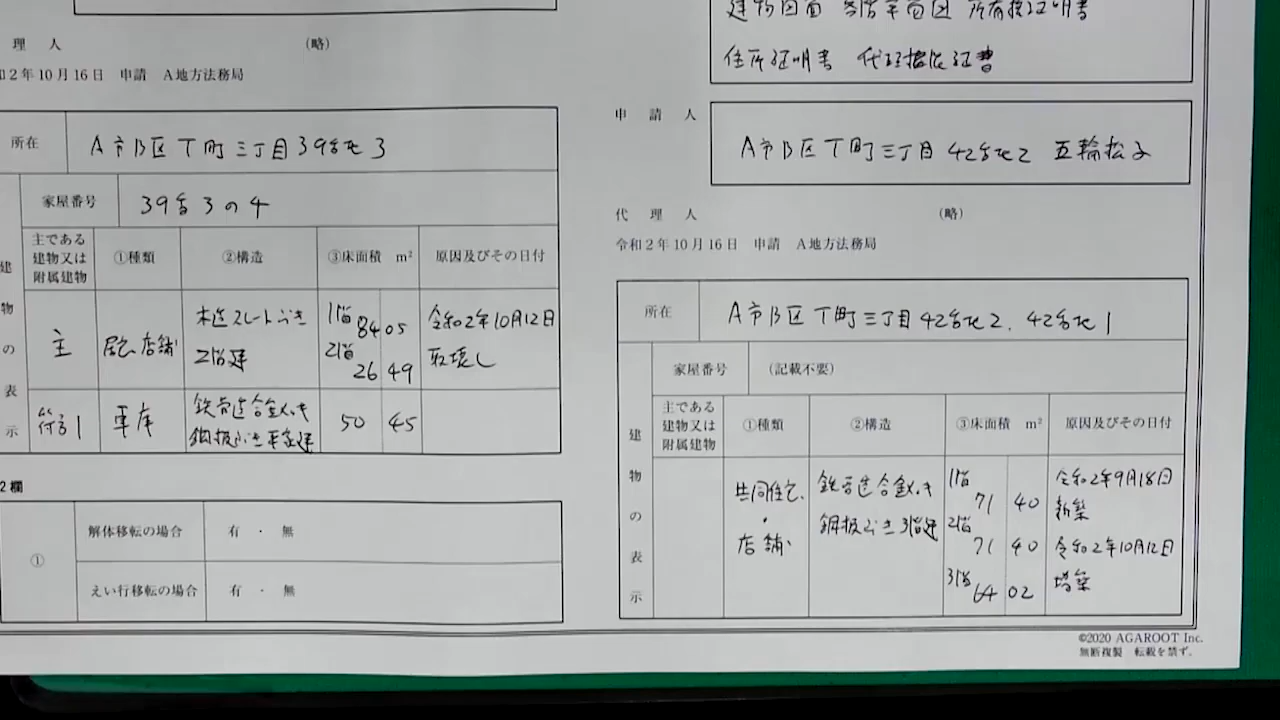 理 人 (略)
2年10月16日 申請 A地方法務局
所在 A市B区丁町三丁目39番地3
家屋番号 39番3の4
主である建物又は附属建物 ①種類 ②構造 ③床面積 m² 原因及びその日付
建物の表示
主 居宅・店舗 木造スレートぶき2階建 1階 84 05 2階 26 49 令和2年10月12日取壊し
符号1 車庫 鉄骨造合金メッキ鋼板ぶき平家建 50 45
2欄
① 解体移転の場合 有 ・ 無
えい行移転の場合 有 ・ 無
建物図面 各階平面図 所有権証明書
住所証明書 代理権限証書
申請人 A市B区丁町三丁目42番地2 五輪松子
代理人 (略)
令和2年10月16日 申請 A地方法務局
所在 A市B区丁町三丁目42番地2、42番地1
家屋番号 (記載不要)
主である建物又は附属建物 ①種類 ②構造 ③床面積 m² 原因及びその日付
建物の表示
共同住宅・店舗 鉄骨造合金メッキ鋼板ぶき3階建 1階 71 40 2階 71 40 3階 64 02 令和2年9月18日新築 令和2年10月12日増築
©2020 AGAROOT Inc.
無断複製 転載を禁ず。